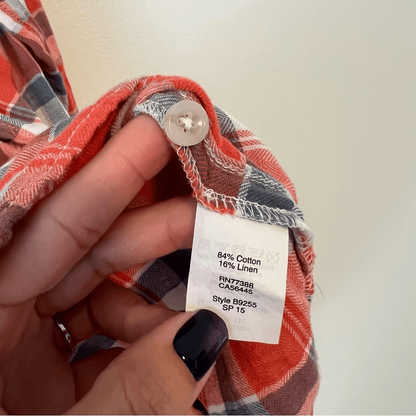 84% Cotton
16% Linen
RN77388
CA56445
Style B9255
SP 15